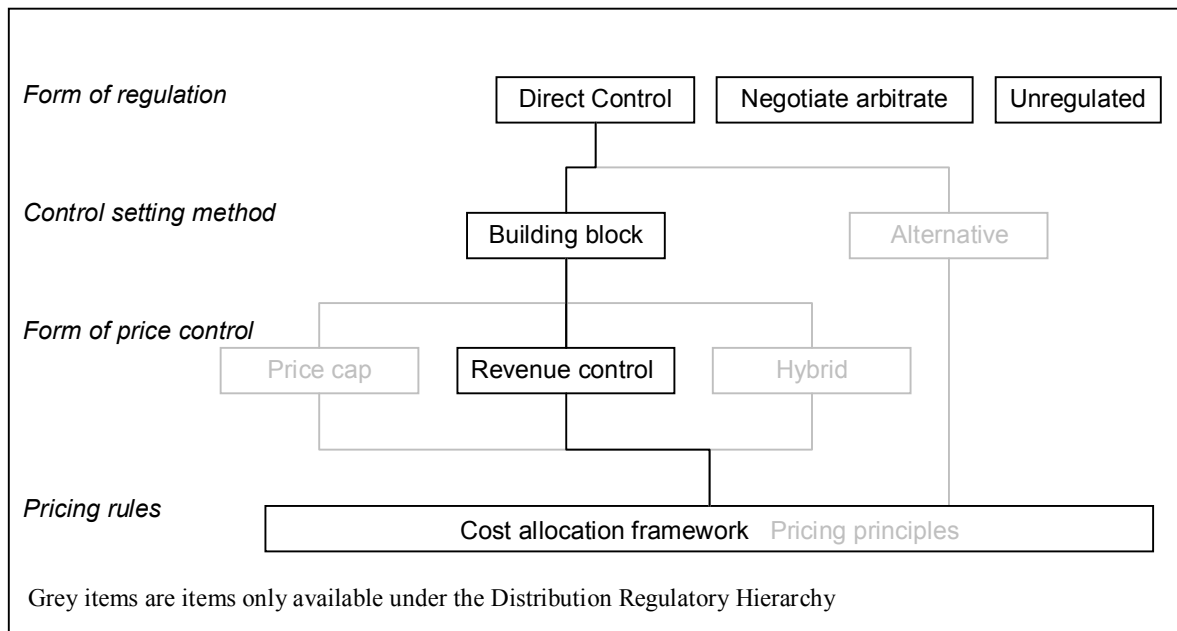 Form of regulation
Direct Control
Negotiate arbitrate
Unregulated
Control setting method
Building block
Alternative
Form of price control
Price cap
Revenue control
Hybrid
Pricing rules
Cost allocation framework Pricing principles
Grey items are items only available under the Distribution Regulatory Hierarchy